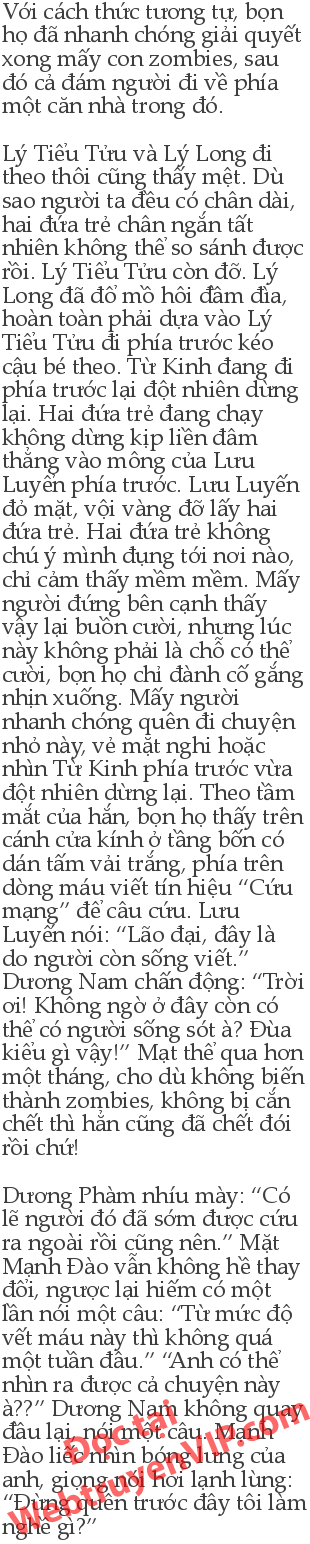 Với cách thức tương tự, bọn
họ đã nhanh chóng giải quyết
xong mấy con zombies, sau
đó cả đám người đi về phía
một căn nhà trong đó.

Lý Tiểu Tửu và Lý Long đi
theo thôi cũng thấy mệt. Dù
sao người ta đều có chân dài,
hai đứa trẻ chân ngắn tất
nhiên không thể so sánh được
rồi. Lý Tiểu Tửu còn đỡ. Lý
Long đã đổ mồ hôi đầm đìa,
hoàn toàn phải dựa vào Lý
Tiểu Tửu đi phía trước kéo
cậu bé theo. Từ Kinh đang đi
phía trước lại đột nhiên dừng
lại. Hai đứa trẻ đang chạy
không dừng kịp liền đâm
thẳng vào mông của Lưu
Luyến phía trước. Lưu Luyến
đỏ mặt, vội vàng đỡ lấy hai
đứa trẻ. Hai đứa trẻ không
chú ý mình đụng tới nơi nào,
chỉ cảm thấy mềm mềm. Mấy
người đứng bên cạnh thấy
vậy lại buồn cười, nhưng lúc
này không phải là chỗ có thể
cười, bọn họ chỉ đành cố gắng
nhịn xuống. Mấy người
nhanh chóng quên đi chuyện
nhỏ này, vẻ mặt nghi hoặc
nhìn Từ Kinh phía trước vừa
đột nhiên dừng lại. Theo tầm
mắt của hắn, bọn họ thấy trên
cánh cửa kính ở tầng bốn có
dán tấm vải trắng, phía trên
dòng máu viết tín hiệu “Cứu
mạng” để cầu cứu. Lưu
Luyến nói: “Lão đại, đây là
do người còn sống viết.”
Dương Nam chấn động: “Trời
ơi! Không ngờ ở đây còn có
thể có người sống sót à? Đùa
kiểu gì vậy!” Mạt thế qua hơn
một tháng, cho dù không biến
thành zombies, không bị cắn
chết thì hẳn cũng đã chết đói
rồi chứ!

Dương Phàm nhíu mày: “Có
lẽ người đó đã sớm được cứu
ra ngoài rồi cũng nên.” Mặt
Mạnh Đào vẫn không hề thay
đổi, ngược lại hiếm có một
lần nói một câu: “Từ mức độ
vết máu này thì không quá
một tuần đâu.” “Anh có thể
nhìn ra được cả chuyện này
à??” Dương Nam không quay
đầu lại, nói một câu. Mạnh
Đào liếc nhìn bóng lưng của
anh, giọng nói hơi lạnh lùng:
“Đừng quên trước đây tôi làm
nghề gì?”
Đọc tại
WebtruyenVIP.com